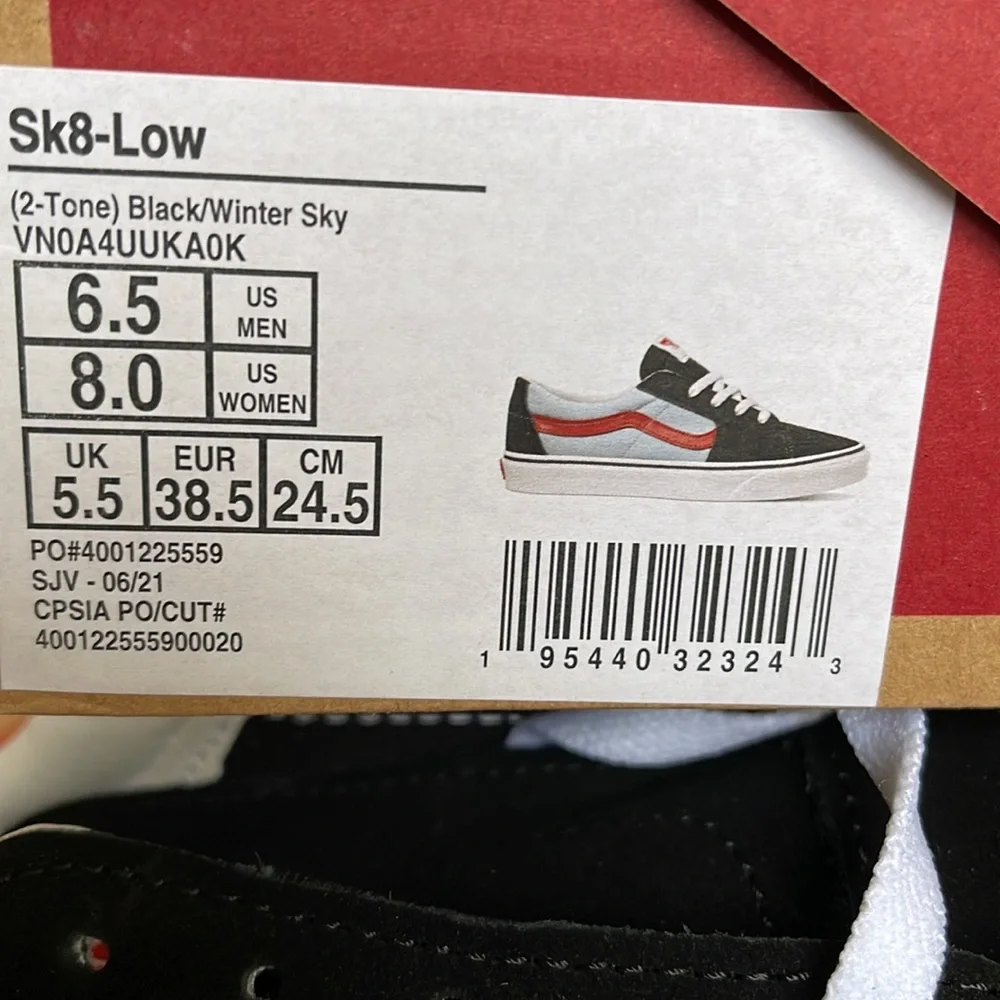 Sk8-Low
(2-Tone) Black/Winter Sky
VN0A4UUKA0K
6.5 US MEN
8.0 US WOMEN
UK EUR CM
5.5 38.5 24.5
PO#4001225559
SJV - 06/21
CPSIA PO/CUT#
400122555900020
1 95440 32324 3